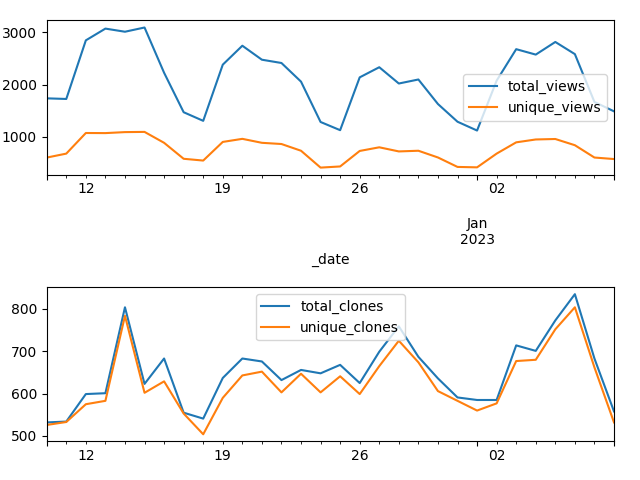 3000
2000
1000
total_views
unique_views
12
19
26
02
Jan
2023
_date
800
700
600
500
total_clones
unique_clones
12
19
26
02